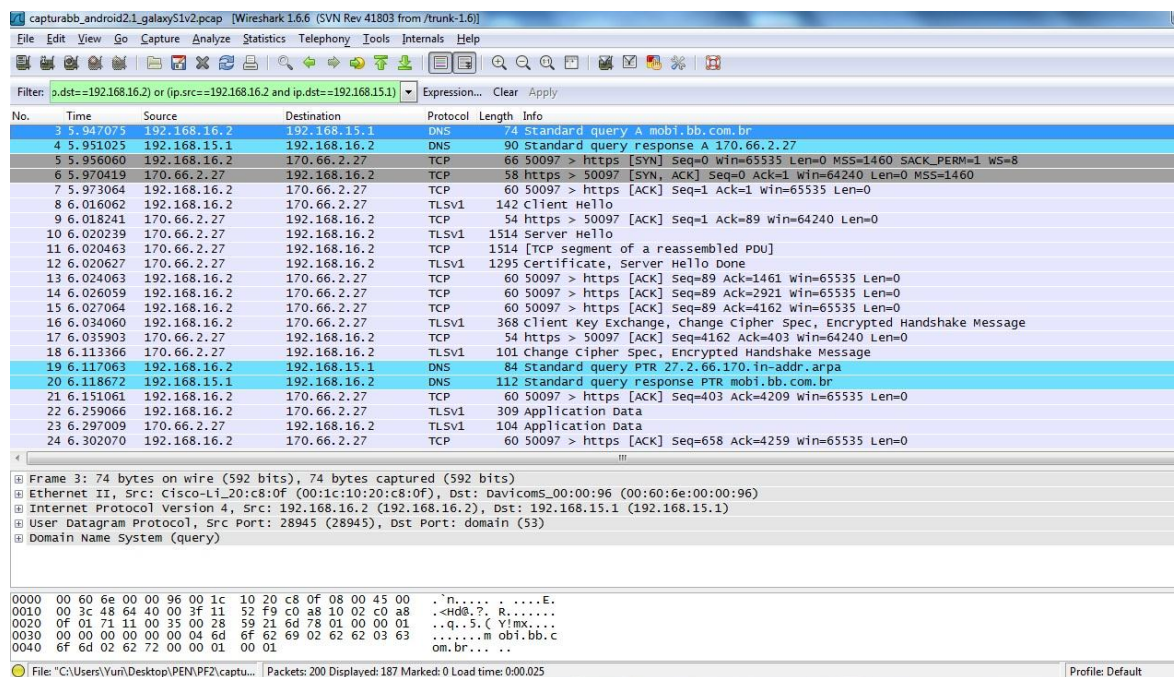 capturabb_android2.1_galaxyS1v2.pcap [Wireshark 1.6.6 (SVN Rev 41803 from /trunk-1.6)]
File Edit View Go Capture Analyze Statistics Telephony Tools Internals Help
Filter: p.dst==192.168.16.2) or (ip.src==192.168.16.2 and ip.dst==192.168.15.1) Expression... Clear Apply
No. Time Source Destination Protocol Length Info
3 5.947075 192.168.16.2 192.168.15.1 DNS 74 Standard query A mobi.bb.com.br
4 5.951025 192.168.15.1 192.168.16.2 DNS 90 Standard query response A 170.66.2.27
5 5.956060 192.168.16.2 170.66.2.27 TCP 66 50097 > https [SYN] Seq=0 Win=65535 Len=0 MSS=1460 SACK_PERM=1 WS=8
6 5.970419 170.66.2.27 192.168.16.2 TCP 58 https > 50097 [SYN, ACK] Seq=0 Ack=1 Win=64240 Len=0 MSS=1460
7 5.973064 192.168.16.2 170.66.2.27 TCP 60 50097 > https [ACK] Seq=1 Ack=1 Win=65535 Len=0
8 6.016062 192.168.16.2 170.66.2.27 TLSv1 142 Client Hello
9 6.018241 170.66.2.27 192.168.16.2 TCP 54 https > 50097 [ACK] Seq=1 Ack=89 Win=64240 Len=0
10 6.020239 170.66.2.27 192.168.16.2 TLSv1 1514 Server Hello
11 6.020463 170.66.2.27 192.168.16.2 TCP 1514 [TCP segment of a reassembled PDU]
12 6.020627 170.66.2.27 192.168.16.2 TLSv1 1295 Certificate, Server Hello Done
13 6.024063 192.168.16.2 170.66.2.27 TCP 60 50097 > https [ACK] Seq=89 Ack=1461 Win=65535 Len=0
14 6.026059 192.168.16.2 170.66.2.27 TCP 60 50097 > https [ACK] Seq=89 Ack=2921 Win=65535 Len=0
15 6.027064 192.168.16.2 170.66.2.27 TCP 60 50097 > https [ACK] Seq=89 Ack=4162 Win=65535 Len=0
16 6.034060 192.168.16.2 170.66.2.27 TLSv1 368 Client Key Exchange, Change Cipher Spec, Encrypted Handshake Message
17 6.035903 170.66.2.27 192.168.16.2 TCP 54 https > 50097 [ACK] Seq=4162 Ack=403 Win=64240 Len=0
18 6.113366 170.66.2.27 192.168.16.2 TLSv1 101 Change Cipher Spec, Encrypted Handshake Message
19 6.117063 192.168.16.2 192.168.15.1 DNS 84 Standard query PTR 27.2.66.170.in-addr.arpa
20 6.118672 192.168.15.1 192.168.16.2 DNS 112 Standard query response PTR mobi.bb.com.br
21 6.151061 192.168.16.2 170.66.2.27 TCP 60 50097 > https [ACK] Seq=403 Ack=4209 Win=65535 Len=0
22 6.259066 192.168.16.2 170.66.2.27 TLSv1 309 Application Data
23 6.297009 170.66.2.27 192.168.16.2 TLSv1 104 Application Data
24 6.302070 192.168.16.2 170.66.2.27 TCP 60 50097 > https [ACK] Seq=658 Ack=4259 Win=65535 Len=0
Frame 3: 74 bytes on wire (592 bits), 74 bytes captured (592 bits)
Ethernet II, Src: Cisco-Li_20:c8:0f (00:1c:10:20:c8:0f), Dst: DavicomS_00:00:96 (00:60:6e:00:00:96)
Internet Protocol Version 4, Src: 192.168.16.2 (192.168.16.2), Dst: 192.168.15.1 (192.168.15.1)
User Datagram Protocol, Src Port: 28945 (28945), Dst Port: domain (53)
Domain Name System (query)
0000 00 60 6e 00 00 96 00 1c 10 20 c8 0f 08 00 45 00 .`n..... . ....E.
0010 00 3c 48 64 40 00 3f 11 52 f9 c0 a8 10 02 c0 a8 .<Hd@.?. R.......
0020 0f 01 71 11 00 35 00 28 59 21 6d 78 01 00 00 01 ..q..5.( Y!mx....
0030 00 00 00 00 00 00 04 6d 6f 62 69 02 62 62 03 63 .......m obi.bb.c
0040 6f 6d 02 62 72 00 00 01 00 01 om.br... ..
File: "C:\Users\Yuri\Desktop\PEN\PF2\captu... Packets: 200 Displayed: 187 Marked: 0 Load time: 0:00.025 Profile: Default